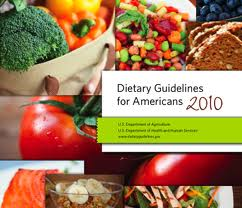 Dietary Guidelines
for Americans 2010
U.S. Department of Agriculture
U.S. Department of Health and Human Services
www.dietaryguidelines.gov